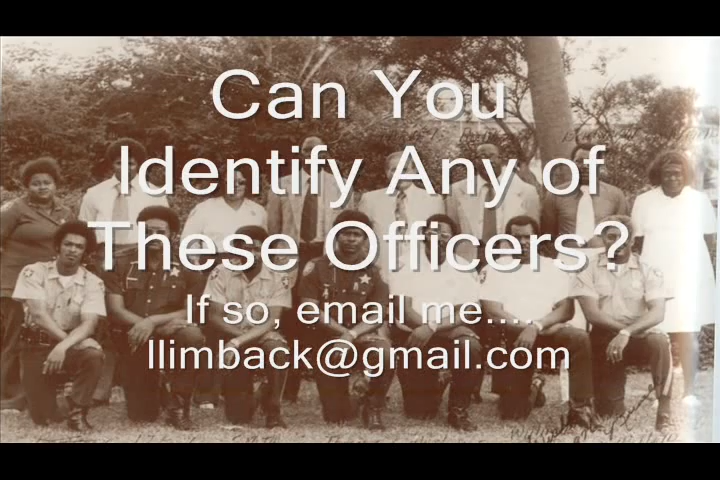 Can You
Identify Any of
These Officers?
If so, email me....
llimback@gmail.com